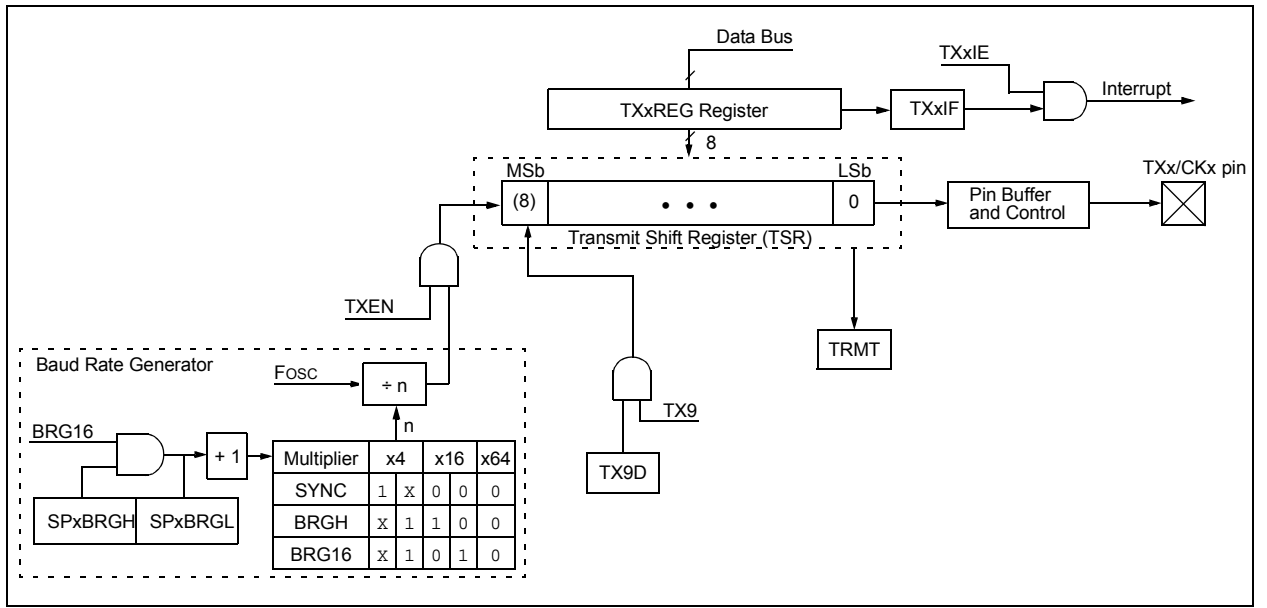 Data Bus
TXxIE
Interrupt
TXxREG Register
TXxIF
8
MSb
LSb
TXx/CKx pin
(8)
• • •
0
Pin Buffer
and Control
Transmit Shift Register (TSR)
TXEN
TRMT
Baud Rate Generator
FOSC
÷ n
TX9
n
BRG16
+ 1
Multiplier x4 x16 x64
TX9D
SYNC 1 X 0 0 0
SPxBRGH SPxBRGL
BRGH X 1 1 0 0
BRG16 X 1 0 1 0